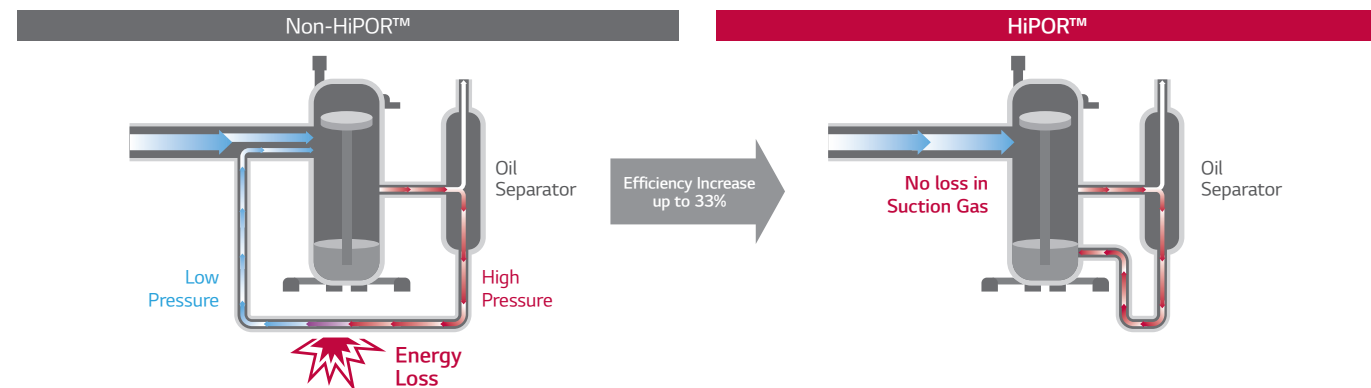 Non-HiPOR™
HiPOR™
Oil
Separator
Low
Pressure
High
Pressure
Energy
Loss
Efficiency Increase
up to 33%
No loss in
Suction Gas
Oil
Separator